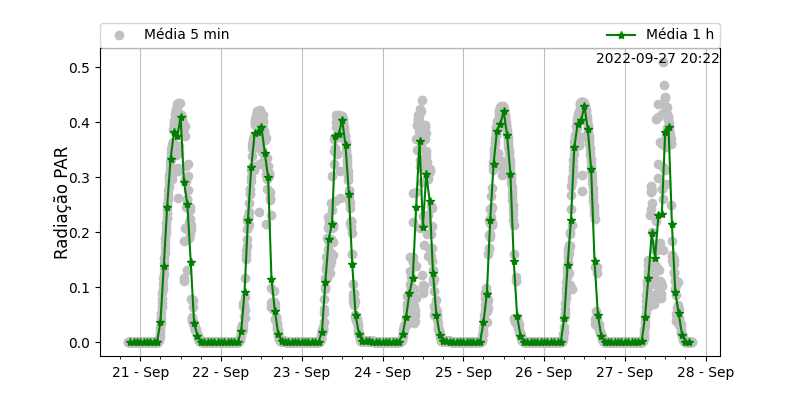 Média 5 min
Média 1 h
2022-09-27 20:22
0.5
0.4
0.3
0.2
0.1
0.0
Radiação PAR
21 - Sep
22 - Sep
23 - Sep
24 - Sep
25 - Sep
26 - Sep
27 - Sep
28 - Sep